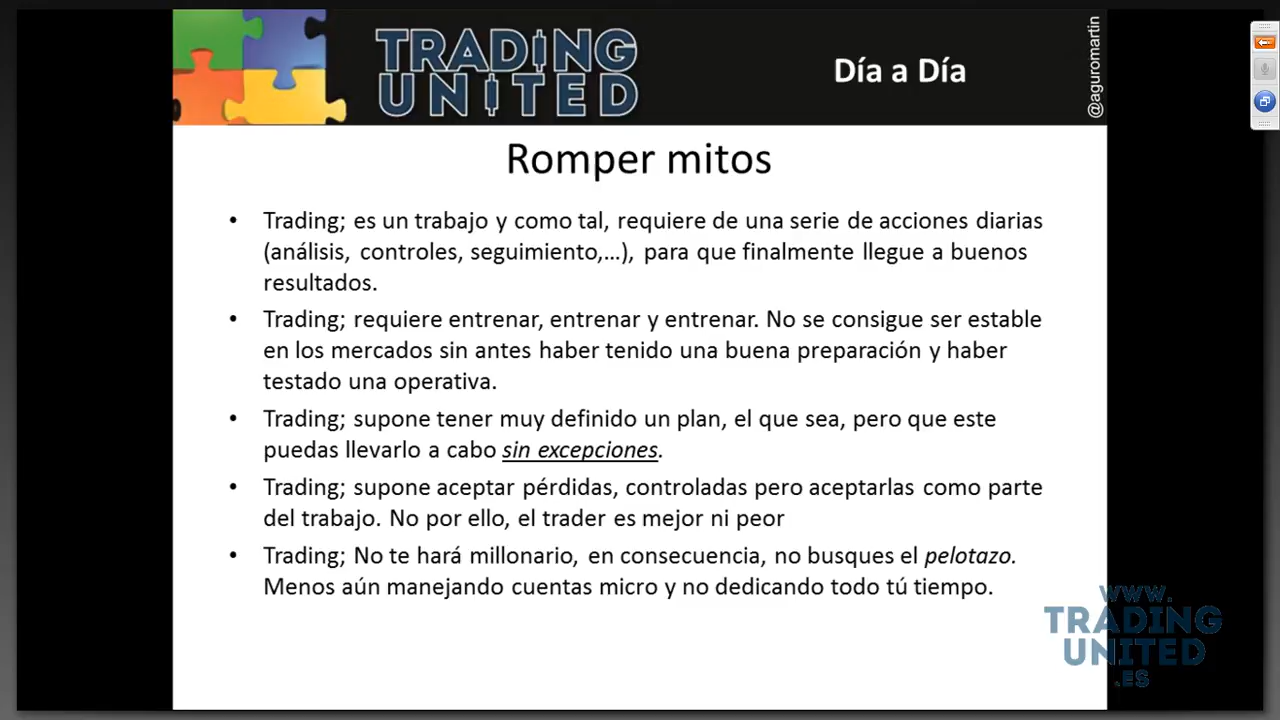 TRADING
UNITED
Día a Día
@aguromartin
Romper mitos
• Trading; es un trabajo y como tal, requiere de una serie de acciones diarias
(análisis, controles, seguimiento,...), para que finalmente llegue a buenos
resultados.
• Trading; requiere entrenar, entrenar y entrenar. No se consigue ser estable
en los mercados sin antes haber tenido una buena preparación y haber
testado una operativa.
• Trading; supone tener muy definido un plan, el que sea, pero que este
puedas llevarlo a cabo sin excepciones.
• Trading; supone aceptar pérdidas, controladas pero aceptarlas como parte
del trabajo. No por ello, el trader es mejor ni peor
• Trading; No te hará millonario, en consecuencia, no busques el pelotazo.
Menos aún manejando cuentas micro y no dedicando todo tú tiempo.
WWW.
TRADING
UNITED
.ES